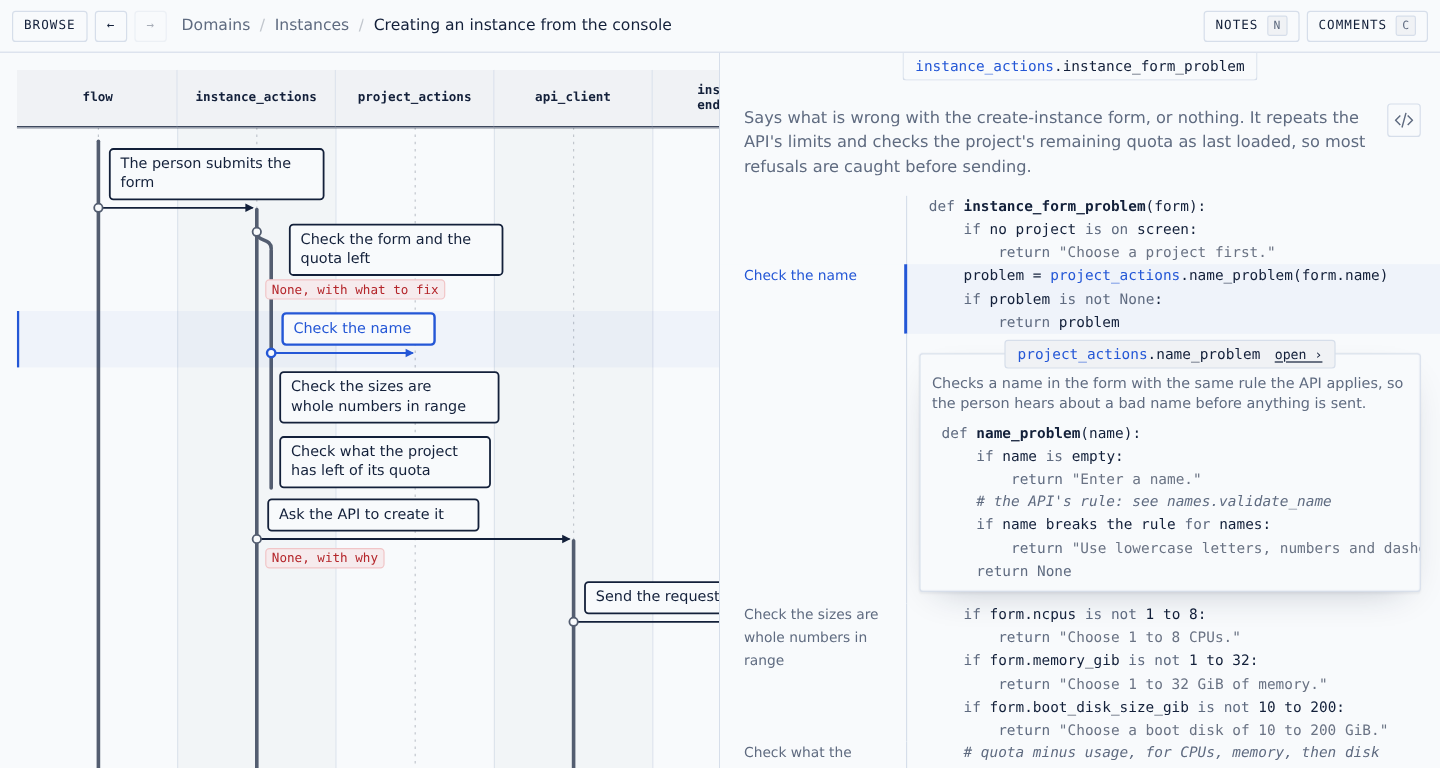 BROWSE ← → Domains / Instances / Creating an instance from the console NOTES N COMMENTS C
flow instance_actions project_actions api_client ins
end
The person submits the
form
Check the form and the
quota left
None, with what to fix
Check the name
Check the sizes are
whole numbers in range
Check what the project
has left of its quota
Ask the API to create it
None, with why
Send the request
instance_actions.instance_form_problem
Says what is wrong with the create-instance form, or nothing. It repeats the </>
API's limits and checks the project's remaining quota as last loaded, so most
refusals are caught before sending.
def instance_form_problem(form):
if no project is on screen:
return "Choose a project first."
Check the name problem = project_actions.name_problem(form.name)
if problem is not None:
return problem
project_actions.name_problem open ›
Checks a name in the form with the same rule the API applies, so
the person hears about a bad name before anything is sent.
def name_problem(name):
if name is empty:
return "Enter a name."
# the API's rule: see names.validate_name
if name breaks the rule for names:
return "Use lowercase letters, numbers and dash
return None
Check the sizes are if form.ncpus is not 1 to 8:
whole numbers in return "Choose 1 to 8 CPUs."
range if form.memory_gib is not 1 to 32:
return "Choose 1 to 32 GiB of memory."
if form.boot_disk_size_gib is not 10 to 200:
return "Choose a boot disk of 10 to 200 GiB."
Check what the # quota minus usage, for CPUs, memory, then disk